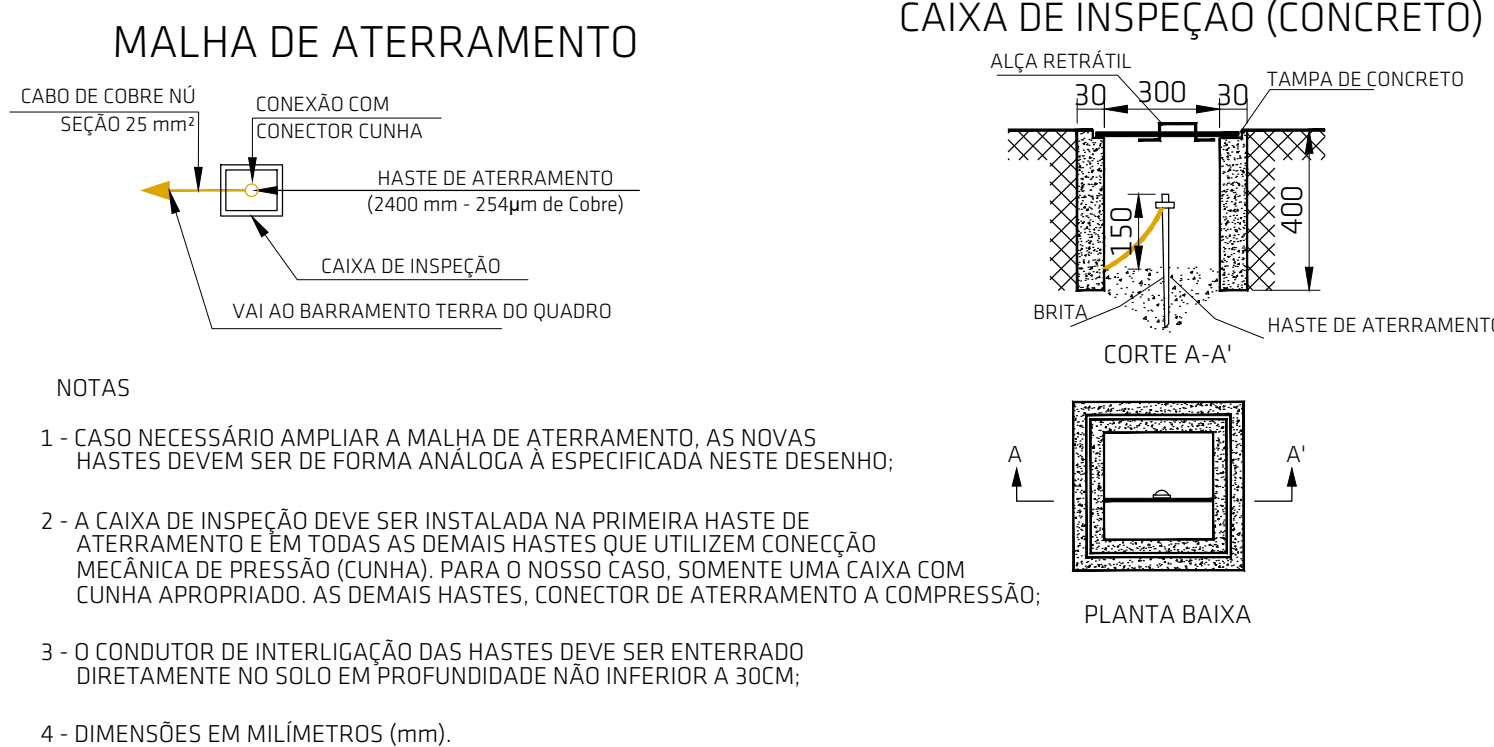 MALHA DE ATERRAMENTO
CABO DE COBRE NÚ
SEÇÃO 25 mm²
CONEXÃO COM
CONECTOR CUNHA
HASTE DE ATERRAMENTO
(2400 mm - 254µm de Cobre)
CAIXA DE INSPEÇÃO
VAI AO BARRAMENTO TERRA DO QUADRO
CAIXA DE INSPEÇÃO (CONCRETO)
ALÇA RETRÁTIL
TAMPA DE CONCRETO
30 300 30
150
400
BRITA
HASTE DE ATERRAMENTO
CORTE A-A'
A A'
PLANTA BAIXA
NOTAS
1 - CASO NECESSÁRIO AMPLIAR A MALHA DE ATERRAMENTO, AS NOVAS
HASTES DEVEM SER DE FORMA ANÁLOGA À ESPECIFICADA NESTE DESENHO;
2 - A CAIXA DE INSPEÇÃO DEVE SER INSTALADA NA PRIMEIRA HASTE DE
ATERRAMENTO E EM TODAS AS DEMAIS HASTES QUE UTILIZEM CONECÇÃO
MECÂNICA DE PRESSÃO (CUNHA). PARA O NOSSO CASO, SOMENTE UMA CAIXA COM
CUNHA APROPRIADO. AS DEMAIS HASTES, CONECTOR DE ATERRAMENTO A COMPRESSÃO;
3 - O CONDUTOR DE INTERLIGAÇÃO DAS HASTES DEVE SER ENTERRADO
DIRETAMENTE NO SOLO EM PROFUNDIDADE NÃO INFERIOR A 30CM;
4 - DIMENSÕES EM MILÍMETROS (mm).